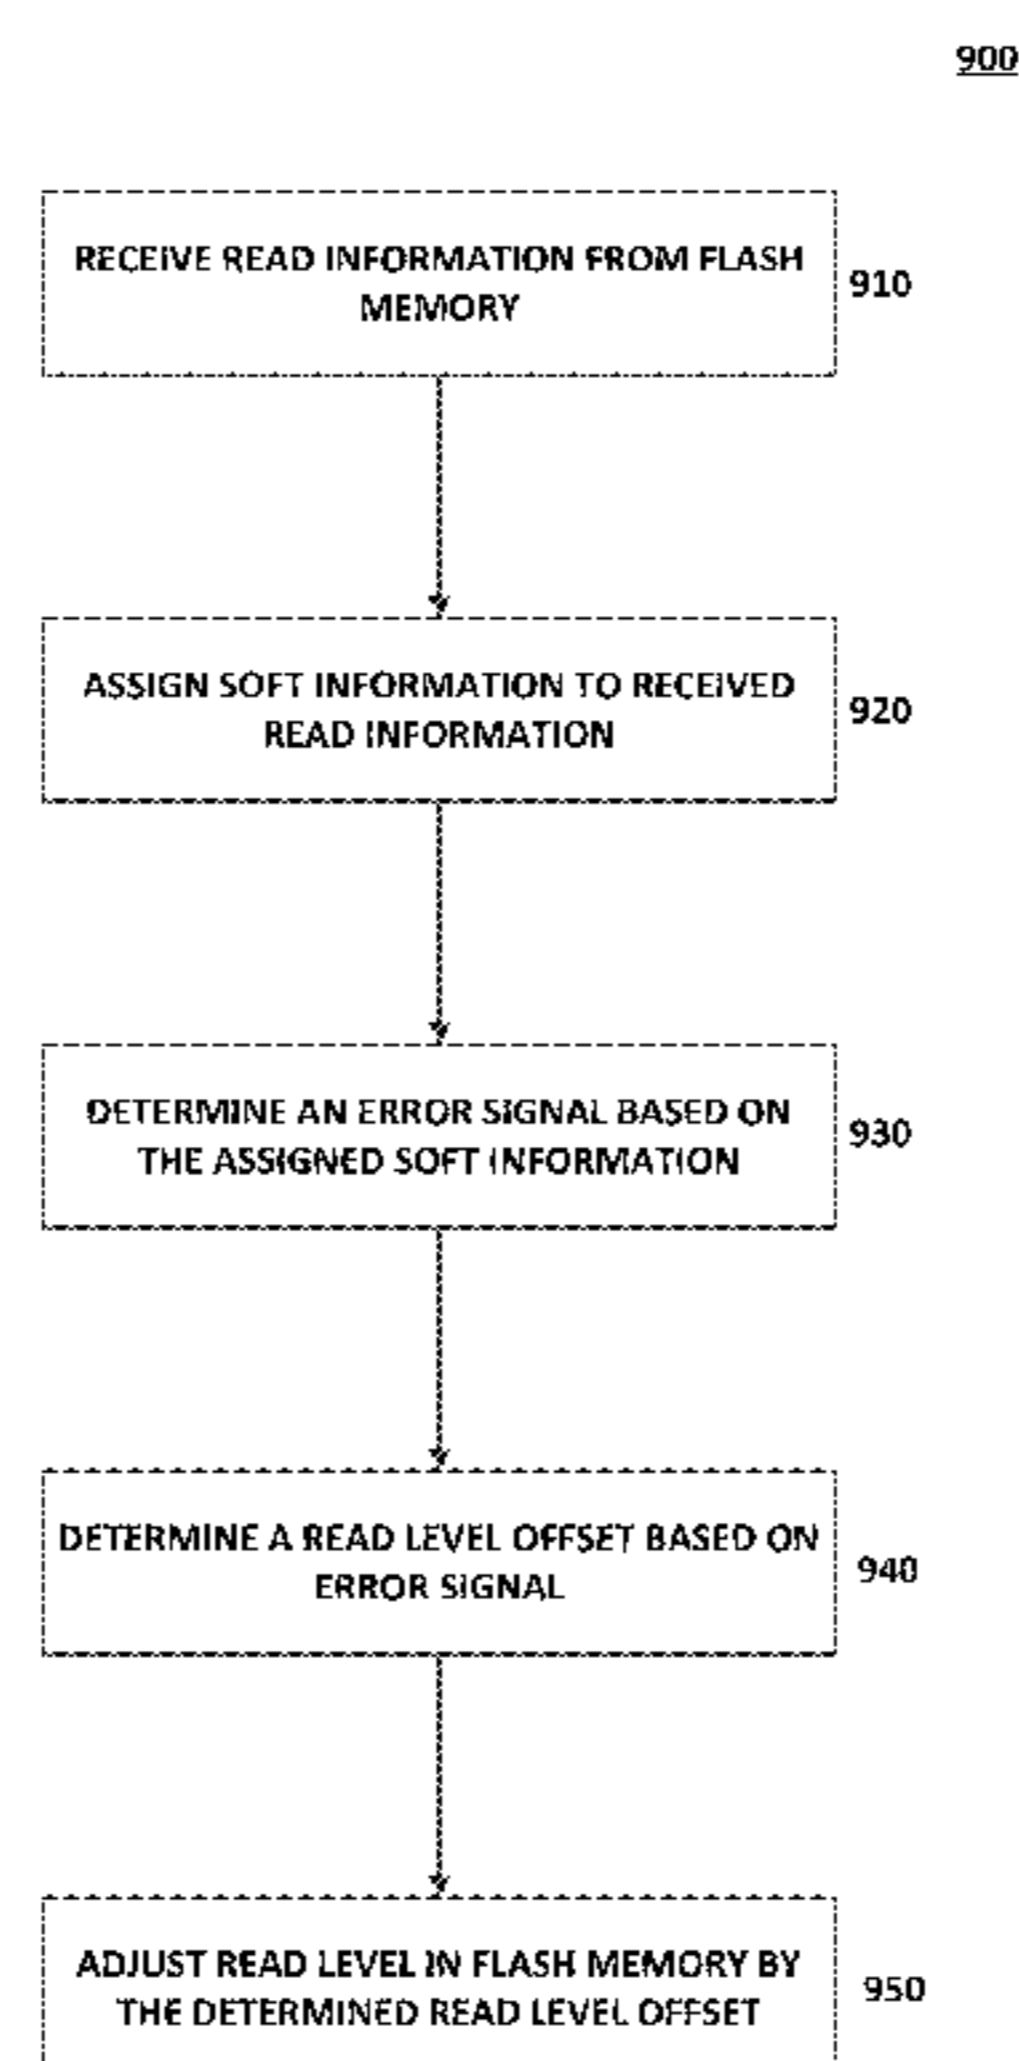 900
RECEIVE READ INFORMATION FROM FLASH
MEMORY
910
ASSIGN SOFT INFORMATION TO RECEIVED
READ INFORMATION
920
DETERMINE AN ERROR SIGNAL BASED ON
THE ASSIGNED SOFT INFORMATION
930
DETERMINE A READ LEVEL OFFSET BASED ON
ERROR SIGNAL
940
ADJUST READ LEVEL IN FLASH MEMORY BY
THE DETERMINED READ LEVEL OFFSET
950